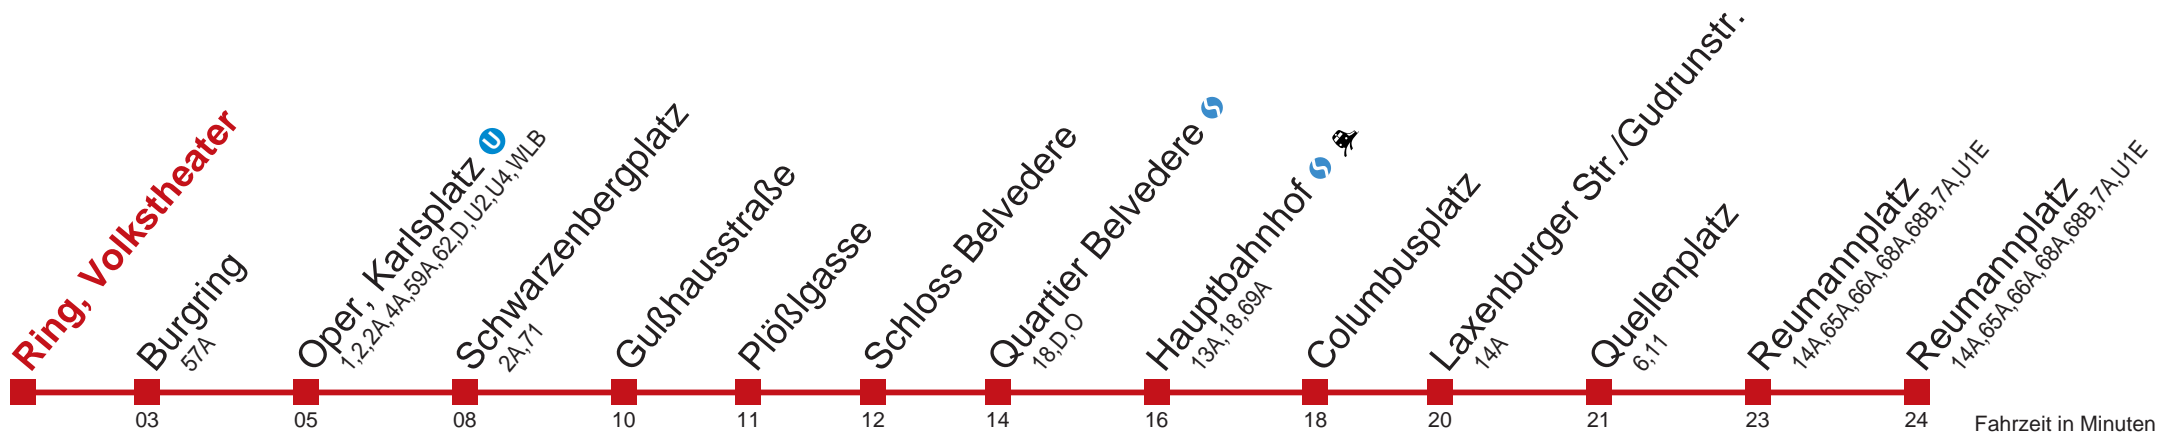 Ring, Volkstheater
Burgring
57A
Oper, Karlsplatz U
1,2,2A,4A,59A,62,D,U2,U4,WLB
Schwarzenbergplatz
2A,71
Gußhausstraße
Plößlgasse
Schloss Belvedere
Quartier Belvedere
18,D,O
Hauptbahnhof
13A,18,69A
Columbusplatz
Laxenburger Str./Gudrunstr.
14A
Quellenplatz
6,11
Reumannplatz
14A,65A,66A,68A,68B,7A,U1E
Reumannplatz
14A,65A,66A,68A,68B,7A,U1E
03 05 08 10 11 12 14 16 18 20 21 23 24 Fahrzeit in Minuten